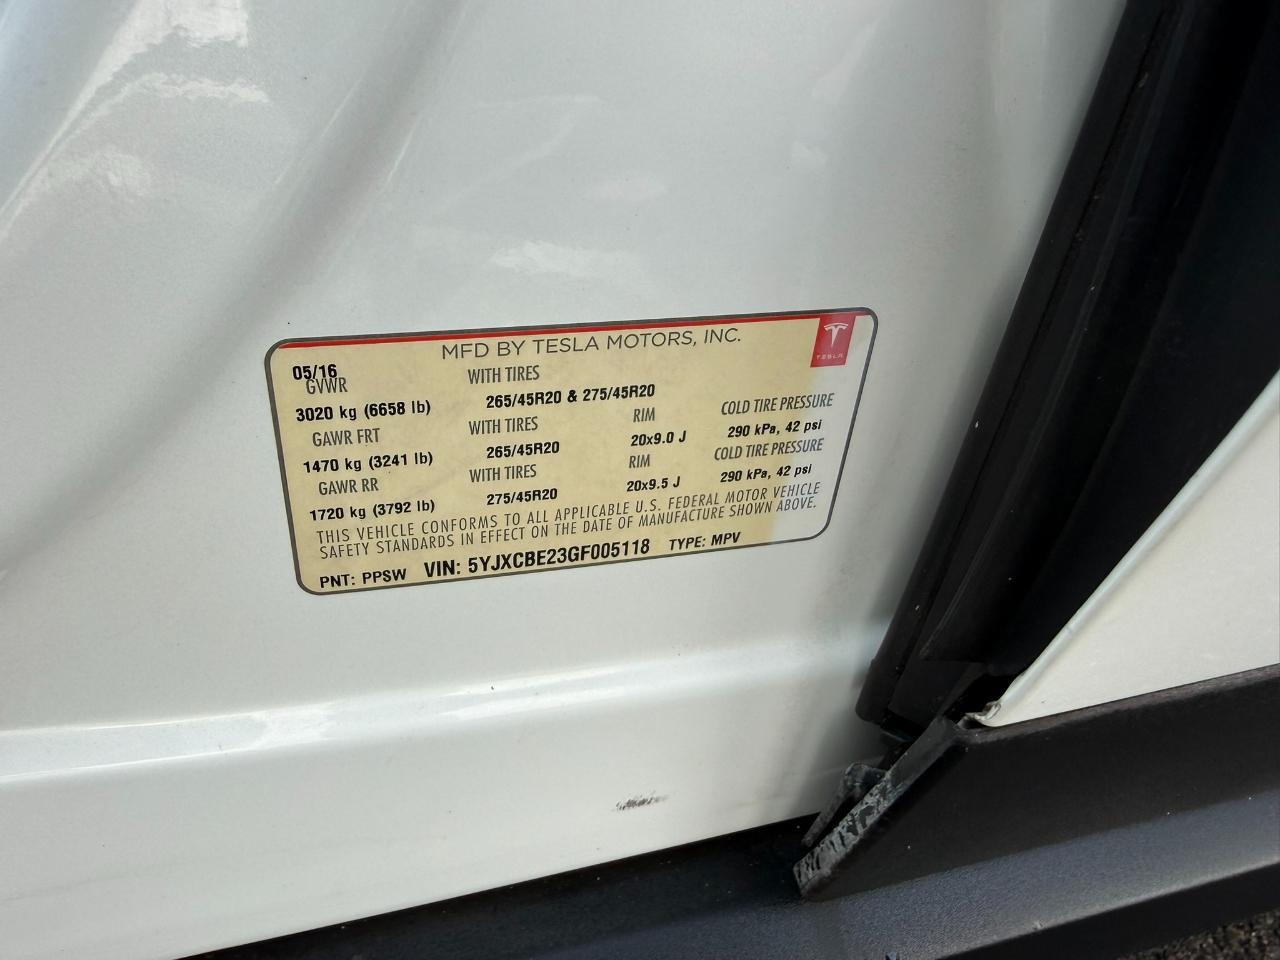 MFD BY TESLA MOTORS, INC.
TESLA
05/16
GVWR WITH TIRES
3020 kg (6658 lb) 265/45R20 & 275/45R20
GAWR FRT WITH TIRES RIM COLD TIRE PRESSURE
1470 kg (3241 lb) 265/45R20 20x9.0 J 290 kPa, 42 psi
GAWR RR WITH TIRES RIM COLD TIRE PRESSURE
1720 kg (3792 lb) 275/45R20 20x9.5 J 290 kPa, 42 psi
THIS VEHICLE CONFORMS TO ALL APPLICABLE U.S. FEDERAL MOTOR VEHICLE
SAFETY STANDARDS IN EFFECT ON THE DATE OF MANUFACTURE SHOWN ABOVE.
PNT: PPSW VIN: 5YJXCBE23GF005118 TYPE: MPV